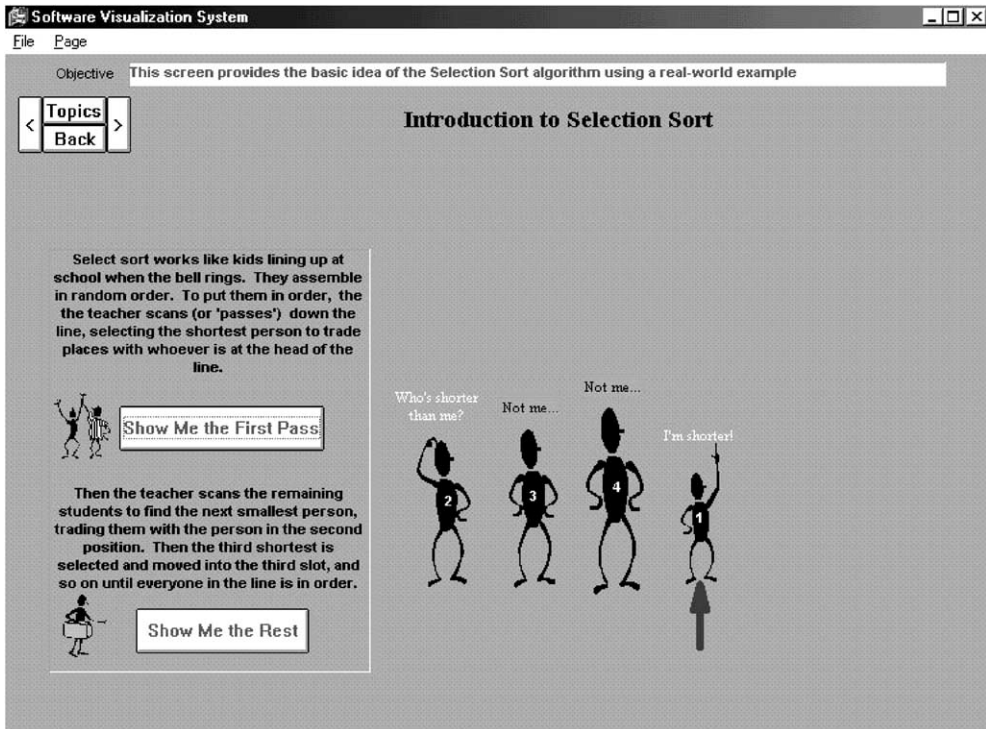 Software Visualization System
File Page
Objective This screen provides the basic idea of the Selection Sort algorithm using a real-world example
< Topics >
Back
Introduction to Selection Sort
Select sort works like kids lining up at
school when the bell rings. They assemble
in random order. To put them in order, the
the teacher scans (or 'passes') down the
line, selecting the shortest person to trade
places with whoever is at the head of the
line.
Show Me the First Pass
Then the teacher scans the remaining
students to find the next smallest person,
trading them with the person in the second
position. Then the third shortest is
selected and moved into the third slot, and
so on until everyone in the line is in order.
Show Me the Rest
Who's shorter
than me?
Not me...
Not me...
I'm shorter!
2
3
4
1